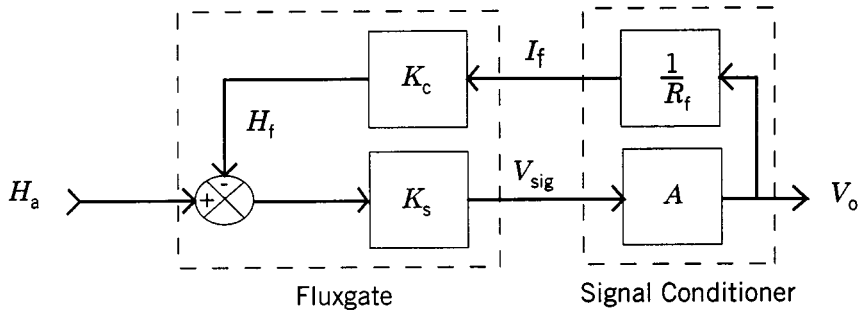 K_c
I_f
1
R_f
H_f
-
H_a
+
K_s
V_sig
A
V_o
Fluxgate
Signal Conditioner